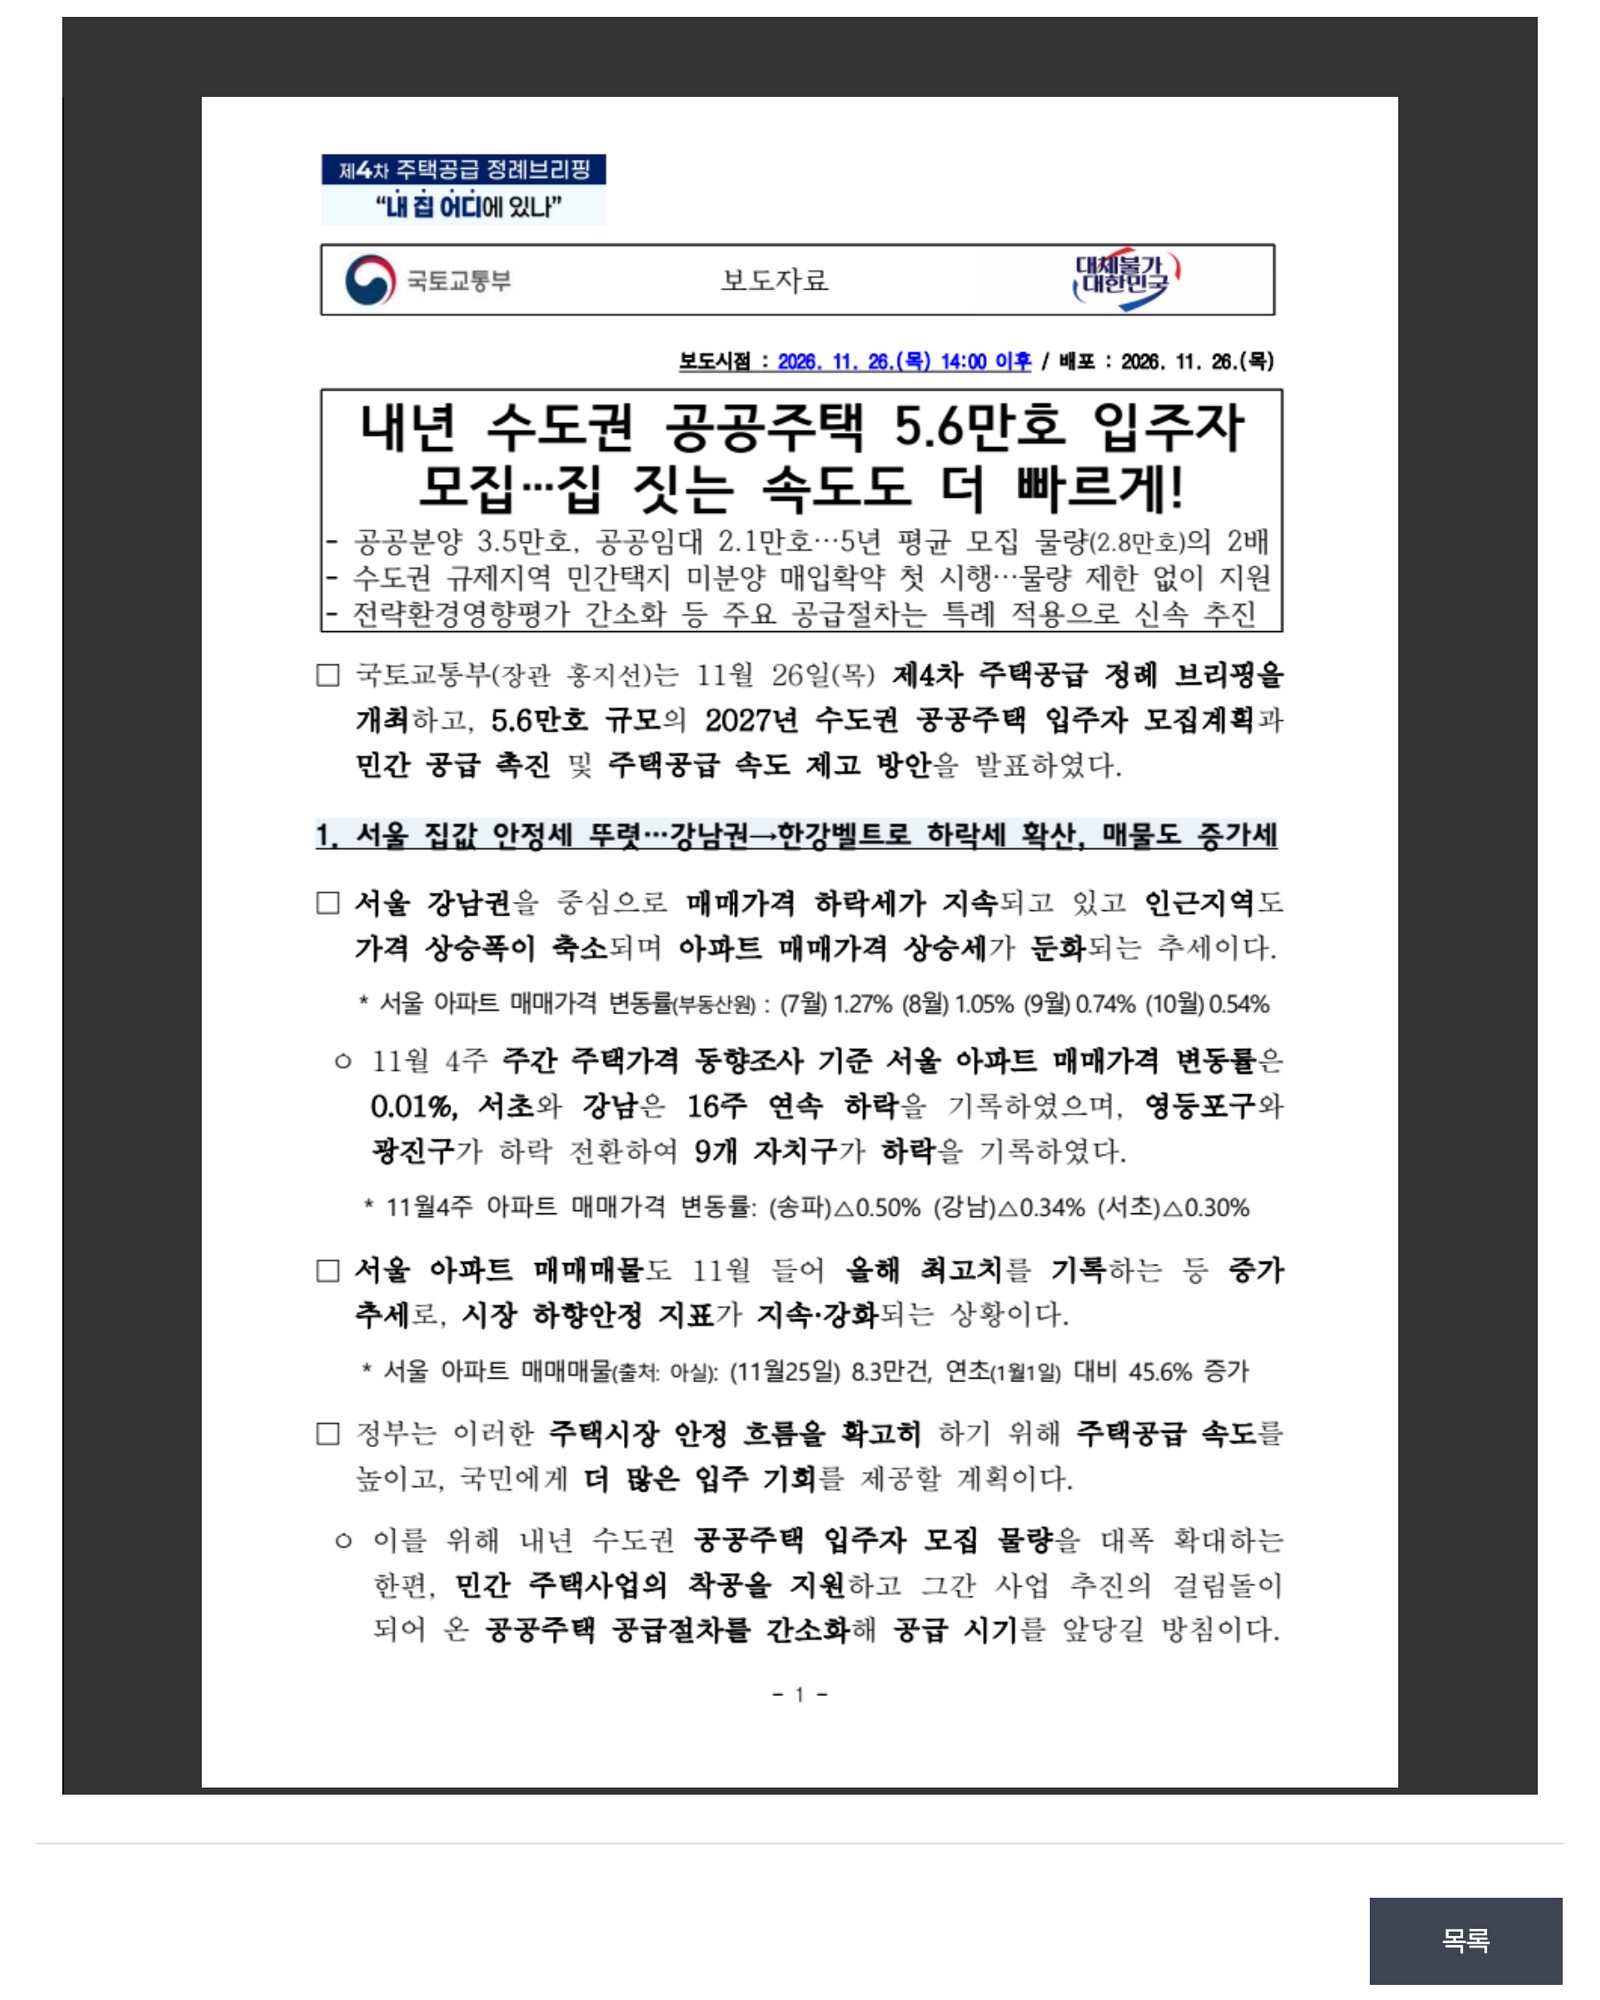 제4차 주택공급 정례브리핑
“내 집 어디에 있나”
국토교통부
보도자료
대체불가
대한민국
보도시점 : 2026. 11. 26.(목) 14:00 이후 / 배포 : 2026. 11. 26.(목)
내년 수도권 공공주택 5.6만호 입주자
모집…집 짓는 속도도 더 빠르게!
- 공공분양 3.5만호, 공공임대 2.1만호…5년 평균 모집 물량(2.8만호)의 2배
- 수도권 규제지역 민간택지 미분양 매입확약 첫 시행…물량 제한 없이 지원
- 전략환경영향평가 간소화 등 주요 공급절차는 특례 적용으로 신속 추진
□ 국토교통부(장관 홍지선)는 11월 26일(목) 제4차 주택공급 정례 브리핑을
개최하고, 5.6만호 규모의 2027년 수도권 공공주택 입주자 모집계획과
민간 공급 촉진 및 주택공급 속도 제고 방안을 발표하였다.
1. 서울 집값 안정세 뚜렷…강남권→한강벨트로 하락세 확산, 매물도 증가세
□ 서울 강남권을 중심으로 매매가격 하락세가 지속되고 있고 인근지역도
가격 상승폭이 축소되며 아파트 매매가격 상승세가 둔화되는 추세이다.
* 서울 아파트 매매가격 변동률(부동산원) : (7월) 1.27% (8월) 1.05% (9월) 0.74% (10월) 0.54%
ㅇ 11월 4주 주간 주택가격 동향조사 기준 서울 아파트 매매가격 변동률은
0.01%, 서초와 강남은 16주 연속 하락을 기록하였으며, 영등포구와
광진구가 하락 전환하여 9개 자치구가 하락을 기록하였다.
* 11월4주 아파트 매매가격 변동률: (송파)△0.50% (강남)△0.34% (서초)△0.30%
□ 서울 아파트 매매매물도 11월 들어 올해 최고치를 기록하는 등 증가
추세로, 시장 하향안정 지표가 지속·강화되는 상황이다.
* 서울 아파트 매매매물(출처: 아실): (11월25일) 8.3만건, 연초(1월1일) 대비 45.6% 증가
□ 정부는 이러한 주택시장 안정 흐름을 확고히 하기 위해 주택공급 속도를
높이고, 국민에게 더 많은 입주 기회를 제공할 계획이다.
ㅇ 이를 위해 내년 수도권 공공주택 입주자 모집 물량을 대폭 확대하는
한편, 민간 주택사업의 착공을 지원하고 그간 사업 추진의 걸림돌이
되어 온 공공주택 공급절차를 간소화해 공급 시기를 앞당길 방침이다.
- 1 -
목록